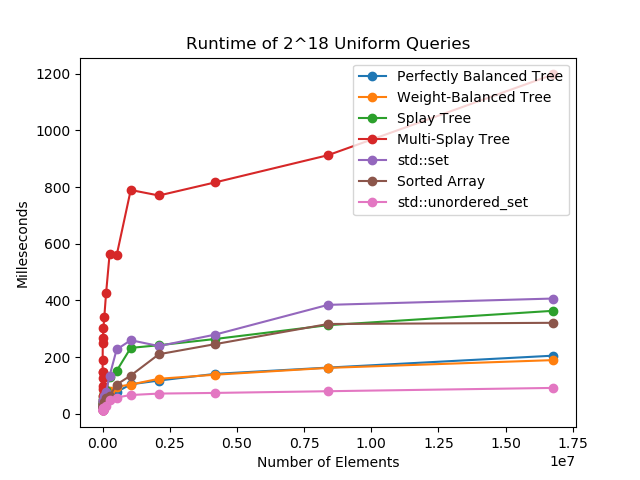 Runtime of 2^18 Uniform Queries
Perfectly Balanced Tree
Weight-Balanced Tree
Splay Tree
Multi-Splay Tree
std::set
Sorted Array
std::unordered_set
Milleseconds
1200
1000
800
600
400
200
0
0.00 0.25 0.50 0.75 1.00 1.25 1.50 1.75
1e7
Number of Elements